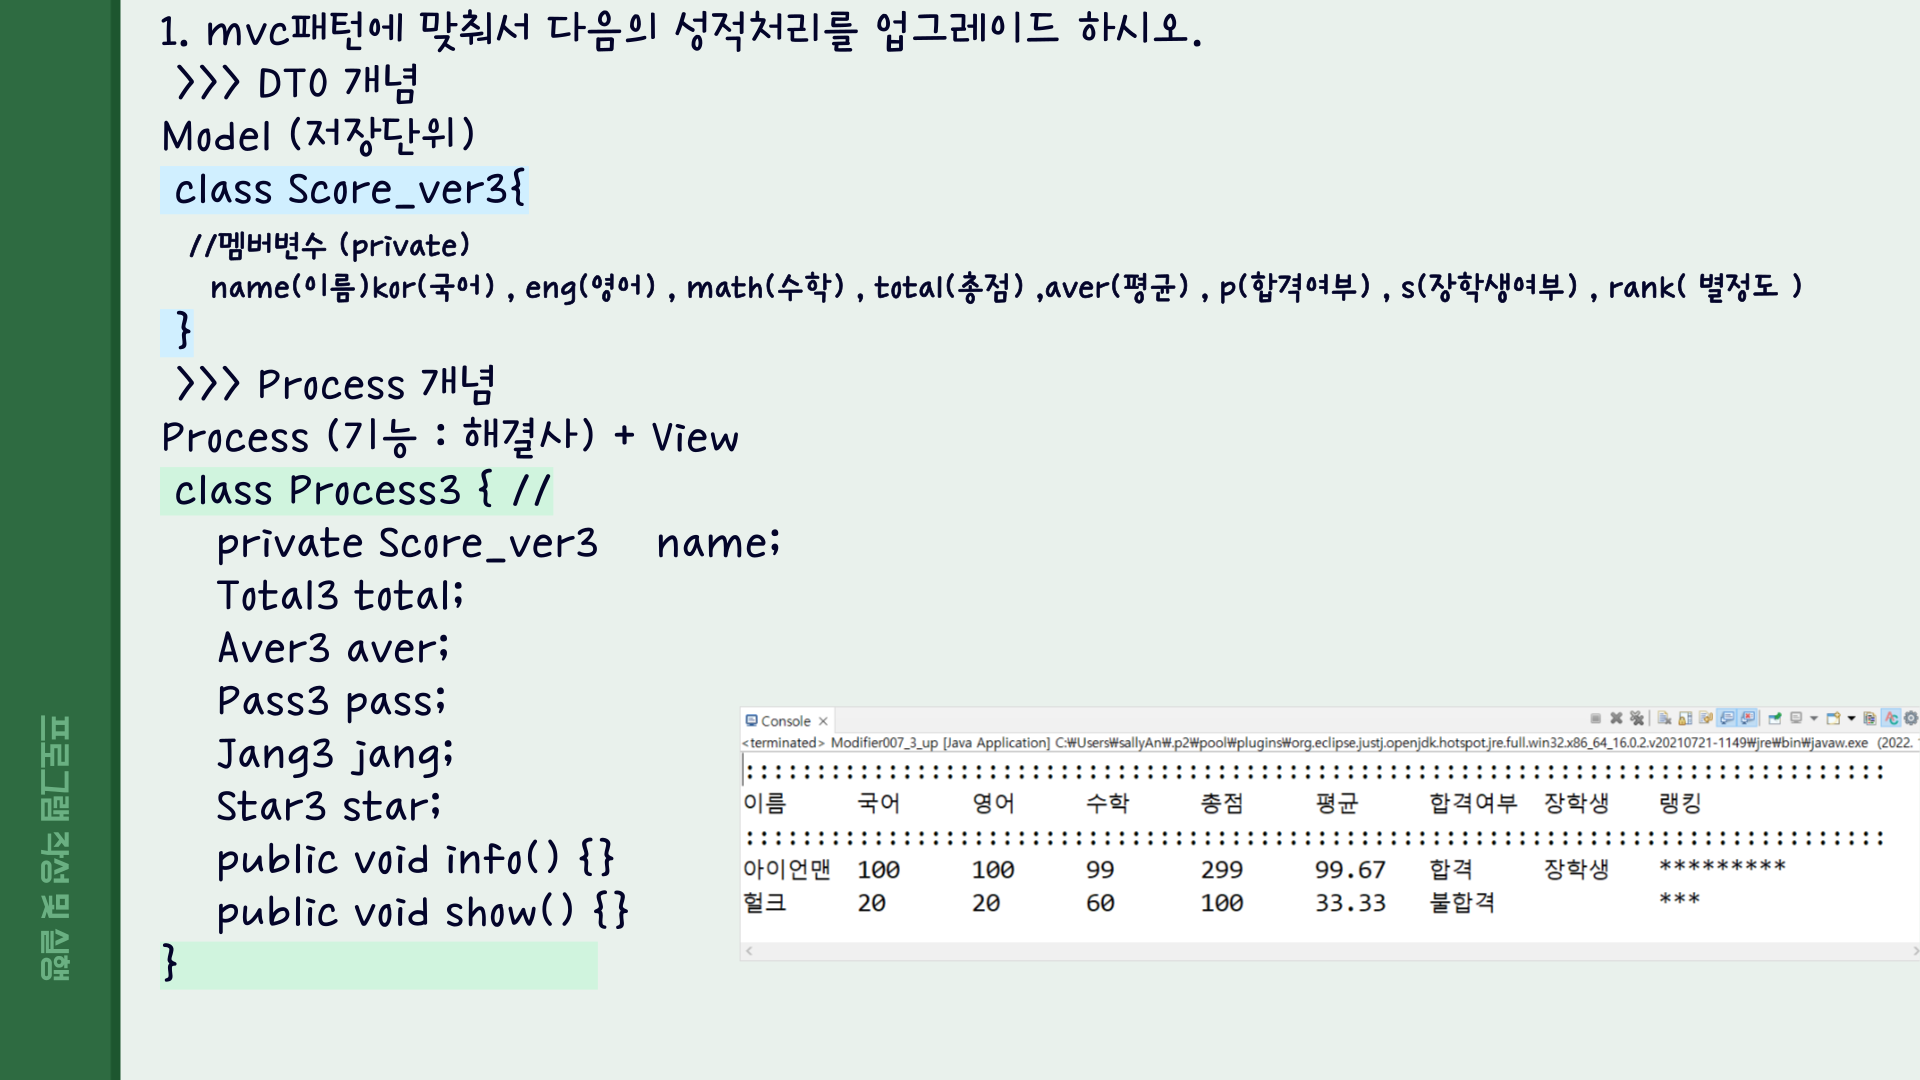 1. mvc패턴에 맞춰서 다음의 성적처리를 업그레이드 하시오.
>>> DTO 개념
Model (저장단위)
class Score_ver3{
//멤버변수 (private)
name(이름)kor(국어) , eng(영어) , math(수학) , total(총점) ,aver(평균) , p(합격여부) , s(장학생여부) , rank( 별정도 )
}
>>> Process 개념
Process (기능 : 해결사) + View
class Process3 { //
private Score_ver3 name;
Total3 total;
Aver3 aver;
Pass3 pass;
Jang3 jang;
Star3 star;
public void info() {}
public void show() {}
}
프로그램 작성 및 실행
Console
<terminated> Modifier007_3_up [Java Application] C:₩Users₩sallyAn₩.p2₩pool₩plugins₩org.eclipse.justj.openjdk.hotspot.jre.full.win32.x86_64_16.0.2.v20210721-1149₩jre₩bin₩javaw.exe (2022.
::::::::::::::::::::::::::::::::::::::::::::::::::::::::::::::::::::::::::::::::
이름 국어 영어 수학 총점 평균 합격여부 장학생 랭킹
::::::::::::::::::::::::::::::::::::::::::::::::::::::::::::::::::::::::::::::::
아이언맨 100 100 99 299 99.67 합격 장학생 *********
헐크 20 20 60 100 33.33 불합격 ***